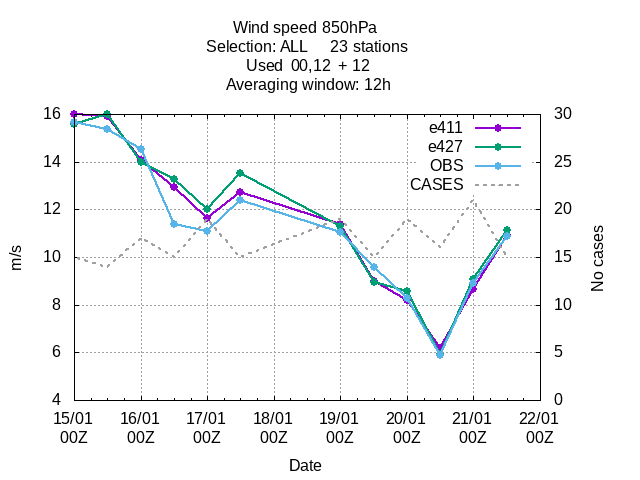 Wind speed 850hPa
Selection: ALL     23 stations
Used  00,12  + 12
Averaging window: 12h
16
14
12
10
8
6
4
m/s
30
25
20
15
10
5
0
No cases
e411
e427
OBS
CASES
15/01 16/01 17/01 18/01 19/01 20/01 21/01 22/01
00Z 00Z 00Z 00Z 00Z 00Z 00Z 00Z
Date